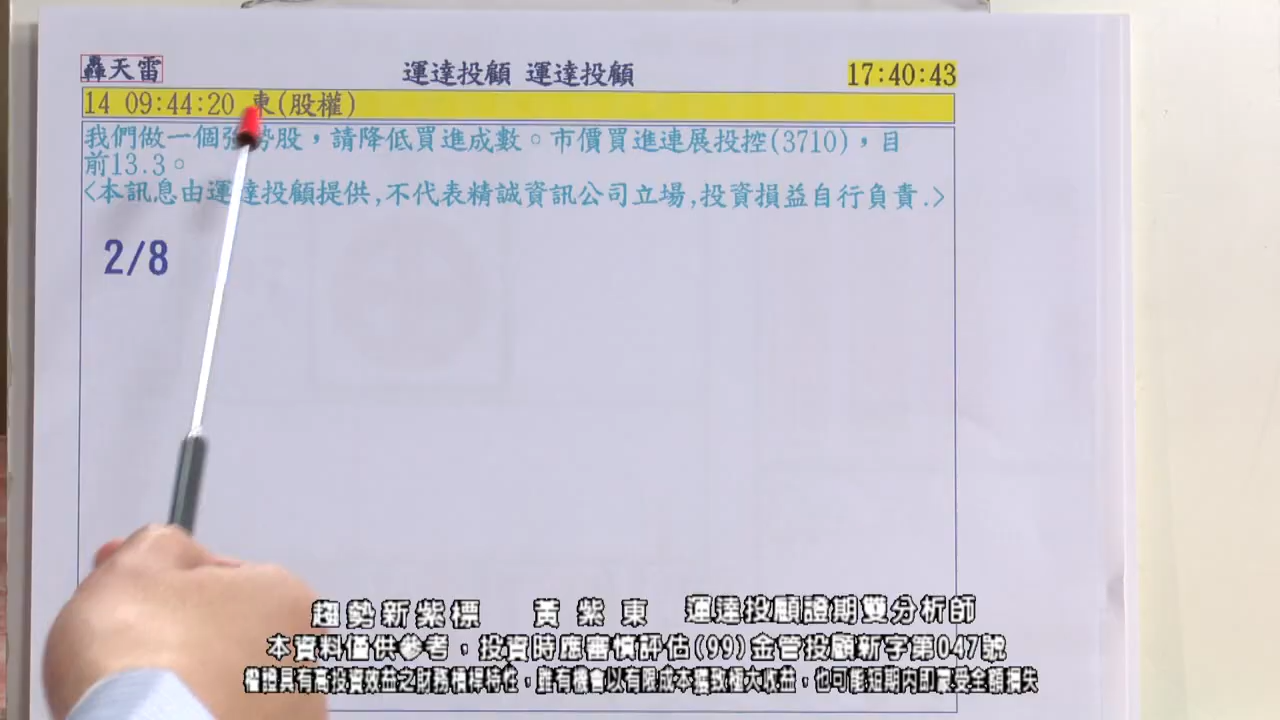 轟天雷 運達投顧 運達投顧 17:40:43
14 09:44:20 東(股權)
我們做一個強勢股，請降低買進成數。市價買進連展投控(3710)，目
前13.3。
<本訊息由運達投顧提供,不代表精誠資訊公司立場,投資損益自行負責.>
2/8
趨勢新紫標 黃紫東 運達投顧證期雙分析師
本資料僅供參考，投資時應審慎評估(99)金管投顧新字第047號
權證具有高投資效益之財務槓桿特性，雖有機會以有限成本獲致極大收益，也可能短期內即蒙受全額損失